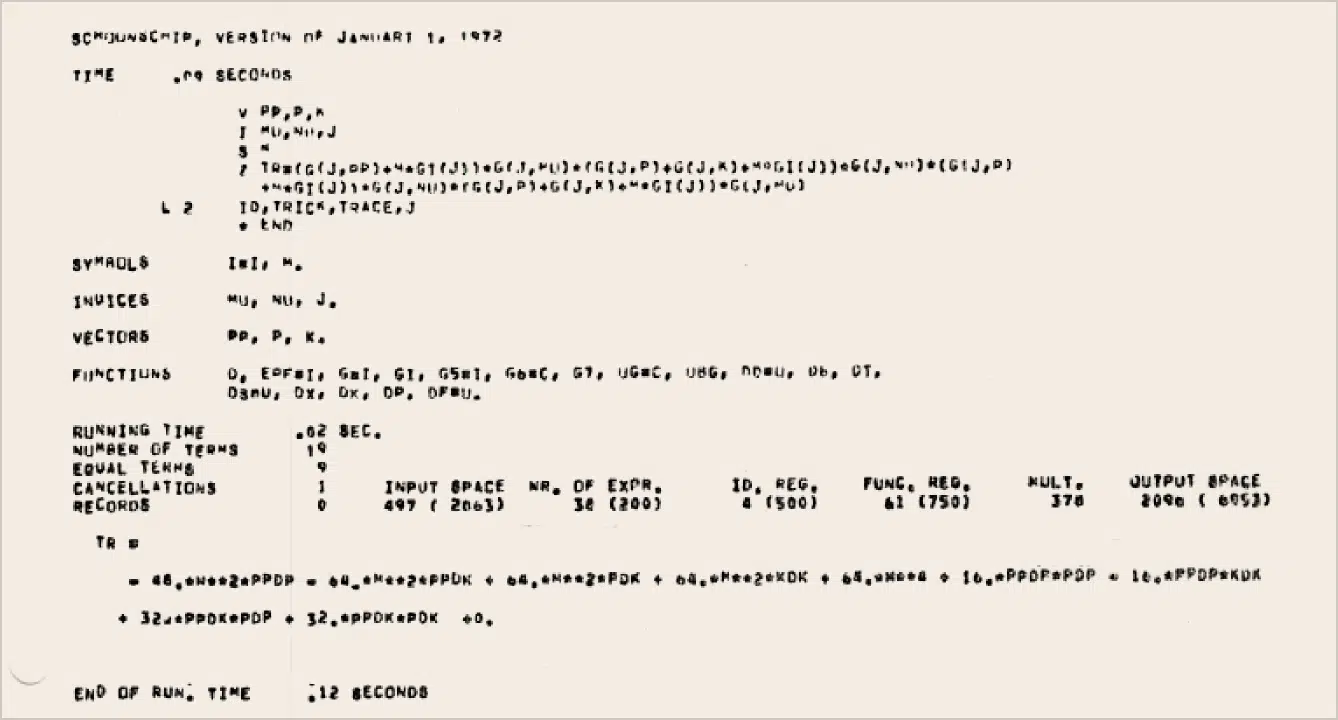 SCHOONSCHIP, VERSION OF JANUARY 1, 1972
TIME .09 SECONDS
V PP,P,K
I MU,NU,J
S M
Z TR=(G(J,PP)+M*GI(J))*G(J,MU)*(G(J,P)+G(J,K)+M*GI(J))*G(J,NU)*(G(J,P)
+M*GI(J))*G(J,NU)*(G(J,P)+G(J,K)+M*GI(J))*G(J,MU)
L 2 ID,TRICK,TRACE,J
* END
SYMBOLS I=I, M.
INDICES MU, NU, J.
VECTORS PP, P, K.
FUNCTIONS D, EPF=I, G=I, GI, G5=I, G6=C, G7, UG=C, UBG, DD=U, DB, DT,
D3=U, DX, DK, DP, DF=U.
RUNNING TIME .02 SEC.
NUMBER OF TERMS 19
EQUAL TERMS 9
CANCELLATIONS 1 INPUT SPACE NR. OF EXPR. ID. REG. FUNC. REG. MULT. OUTPUT SPACE
RECORDS 0 497 ( 2063) 38 (200) 4 (500) 61 (750) 378 2096 ( 6953)
TR =
- 48.*M**2*PPDP - 64.*M**2*PPDK + 64.*M**2*PDK + 64.*M**2*KDK + 64.*M**4 + 16.*PPDP*PDP - 16.*PPDP*KDK
+ 32.*PPDK*PDP + 32.*PPDK*PDK +0.
END OF RUN. TIME .12 SECONDS